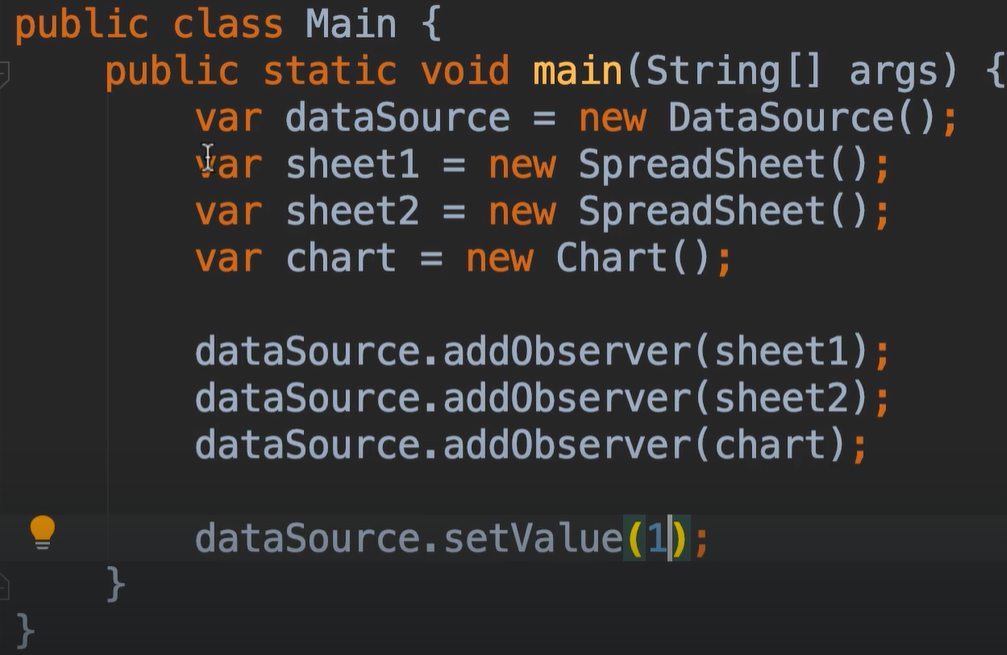 public class Main {
    public static void main(String[] args) {
        var dataSource = new DataSource();
        var sheet1 = new SpreadSheet();
        var sheet2 = new SpreadSheet();
        var chart = new Chart();

        dataSource.addObserver(sheet1);
        dataSource.addObserver(sheet2);
        dataSource.addObserver(chart);

        dataSource.setValue(1);
    }
}